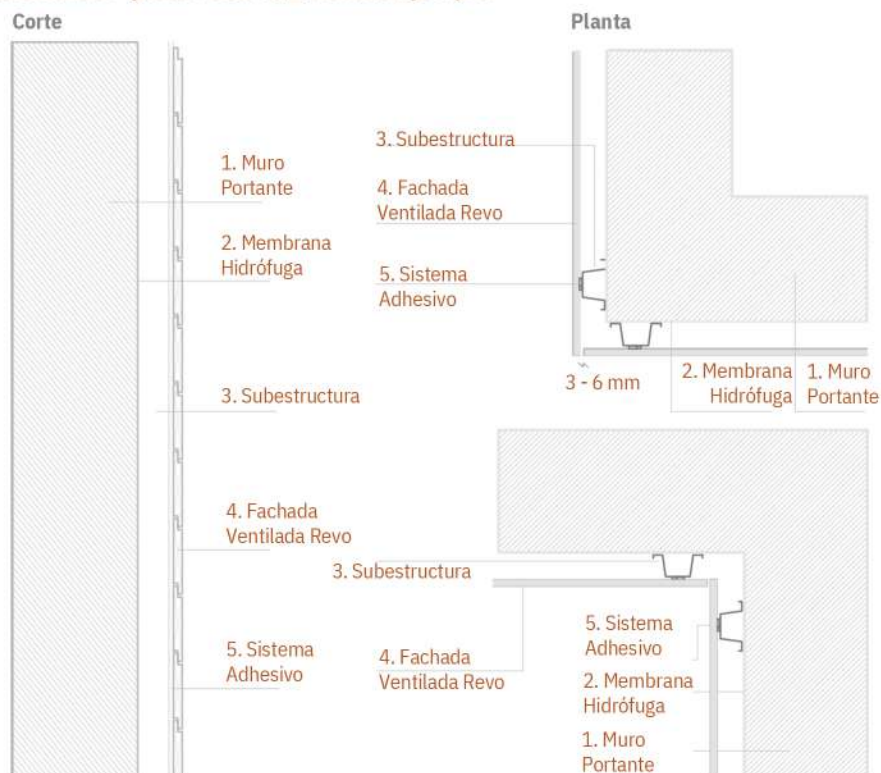 Corte
1. Muro
Portante
2. Membrana
Hidrófuga
3. Subestructura
4. Fachada
Ventilada Revo
5. Sistema
Adhesivo
Planta
3. Subestructura
4. Fachada
Ventilada Revo
5. Sistema
Adhesivo
3 - 6 mm
2. Membrana
Hidrófuga
1. Muro
Portante
3. Subestructura
4. Fachada
Ventilada Revo
5. Sistema
Adhesivo
2. Membrana
Hidrófuga
1. Muro
Portante